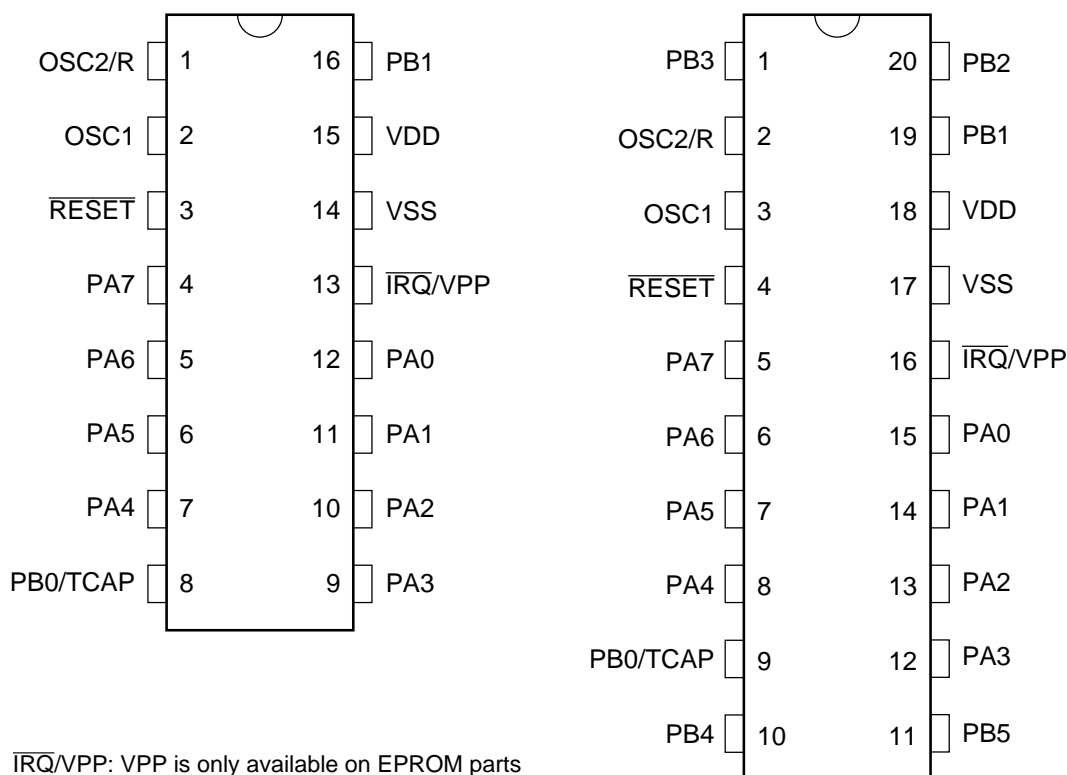 OSC2/R 1 16 PB1
OSC1 2 15 VDD
RESET 3 14 VSS
PA7 4 13 IRQ/VPP
PA6 5 12 PA0
PA5 6 11 PA1
PA4 7 10 PA2
PB0/TCAP 8 9 PA3
PB3 1 20 PB2
OSC2/R 2 19 PB1
OSC1 3 18 VDD
RESET 4 17 VSS
PA7 5 16 IRQ/VPP
PA6 6 15 PA0
PA5 7 14 PA1
PA4 8 13 PA2
PB0/TCAP 9 12 PA3
PB4 10 11 PB5
IRQ/VPP: VPP is only available on EPROM parts